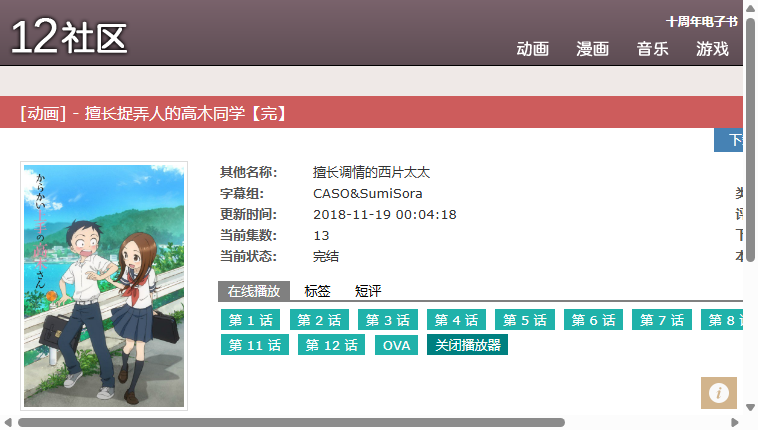 12社区
十周年电子书
动画 漫画 音乐 游戏
[动画] - 擅长捉弄人的高木同学【完】
からかい上手の高木さん
其他名称： 擅长调情的西片太太
字幕组： CASO&SumiSora
更新时间： 2018-11-19 00:04:18
当前集数： 13
当前状态： 完结
在线播放 标签 短评
第 1 话 第 2 话 第 3 话 第 4 话 第 5 话 第 6 话 第 7 话 第 8
第 11 话 第 12 话 OVA 关闭播放器